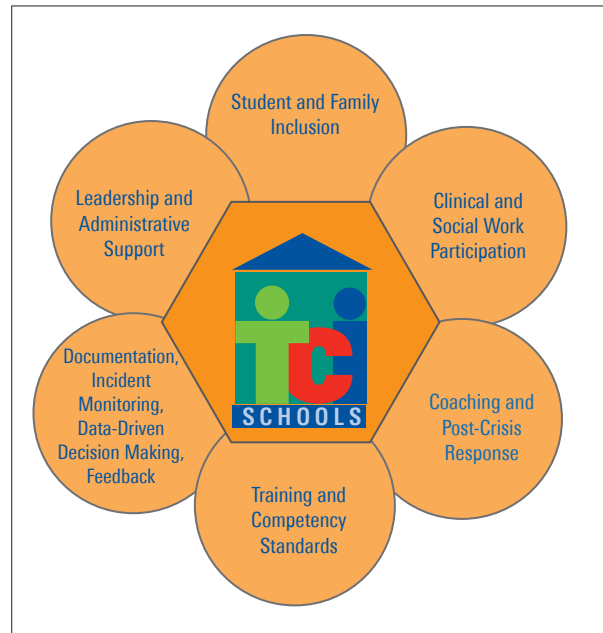 Student and Family
Inclusion
Leadership and
Administrative
Support
Clinical and
Social Work
Participation
TCI
SCHOOLS
Documentation,
Incident
Monitoring,
Data-Driven
Decision Making,
Feedback
Coaching and
Post-Crisis
Response
Training and
Competency
Standards